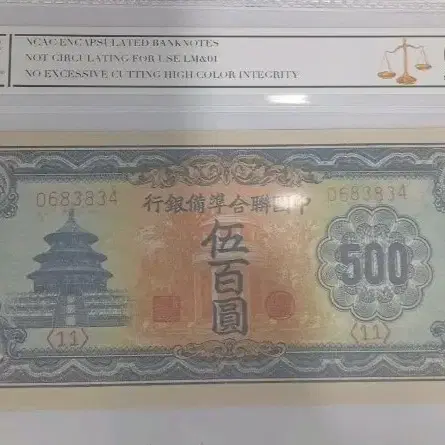 NCAC ENCAPSULATED BANKNOTES
NOT CIRCULATING FOR USE LM&01
NO EXCESSIVE CUTTING HIGH COLOR INTEGRITY
0683834
0683834
中國聯合準備銀行
伍百圓
500
⟨11⟩
⟨11⟩